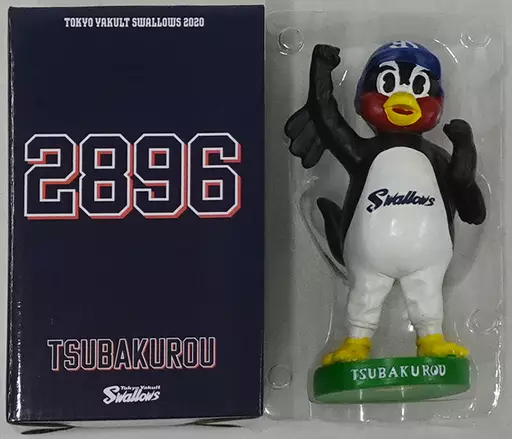 TOKYO YAKULT SWALLOWS 2020
2896
TSUBAKUROU
Tokyo Yakult
Swallows
Swallows
TSUBAKUROU